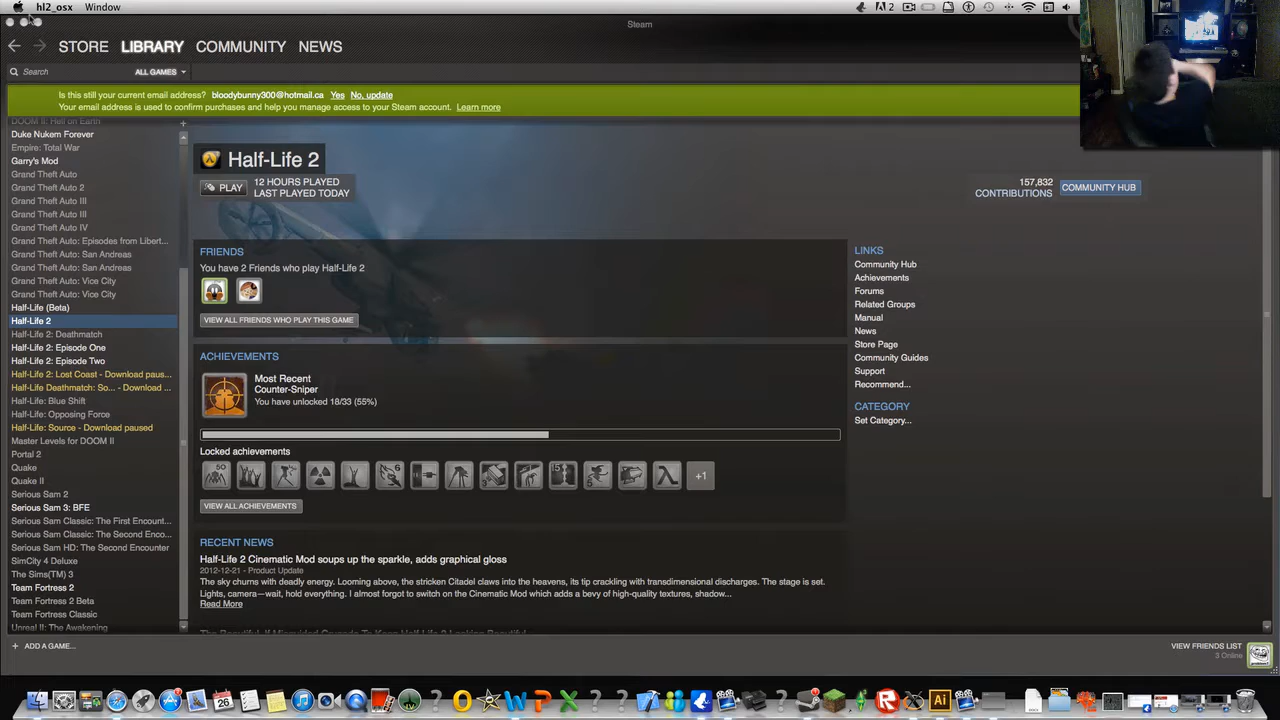 hl2_osx Window
2
Steam
STORE LIBRARY COMMUNITY NEWS
Search ALL GAMES
Is this still your current email address? bloodybunny300@hotmail.ca Yes No, update
Your email address is used to confirm purchases and help you manage access to your Steam account. Learn more
DOOM II: Hell on Earth
Duke Nukem Forever
Empire: Total War
Garry's Mod
Grand Theft Auto
Grand Theft Auto 2
Grand Theft Auto III
Grand Theft Auto III
Grand Theft Auto IV
Grand Theft Auto: Episodes from Libert...
Grand Theft Auto: San Andreas
Grand Theft Auto: San Andreas
Grand Theft Auto: Vice City
Grand Theft Auto: Vice City
Half-Life (Beta)
Half-Life 2
Half-Life 2: Deathmatch
Half-Life 2: Episode One
Half-Life 2: Episode Two
Half-Life 2: Lost Coast - Download paus...
Half-Life Deathmatch: So... - Download ...
Half-Life: Blue Shift
Half-Life: Opposing Force
Half-Life: Source - Download paused
Master Levels for DOOM II
Portal 2
Quake
Quake II
Serious Sam 2
Serious Sam 3: BFE
Serious Sam Classic: The First Encount...
Serious Sam Classic: The Second Enco...
Serious Sam HD: The Second Encounter
SimCity 4 Deluxe
The Sims(TM) 3
Team Fortress 2
Team Fortress 2 Beta
Team Fortress Classic
Unreal II: The Awakening
+ ADD A GAME...
Half-Life 2
PLAY
12 HOURS PLAYED
LAST PLAYED TODAY
157,832
CONTRIBUTIONS
COMMUNITY HUB
FRIENDS
You have 2 Friends who play Half-Life 2
VIEW ALL FRIENDS WHO PLAY THIS GAME
ACHIEVEMENTS
Most Recent
Counter-Sniper
You have unlocked 18/33 (55%)
Locked achievements
50
6
3
15
5
+1
VIEW ALL ACHIEVEMENTS
RECENT NEWS
Half-Life 2 Cinematic Mod soups up the sparkle, adds graphical gloss
2012-12-21 - Product Update
The sky churns with deadly energy. Looming above, the stricken Citadel claws into the heavens, its tip crackling with transdimensional discharges. The stage is set.
Lights, camera—wait, hold everything. I almost forgot to switch on the Cinematic Mod which adds a bevy of high-quality textures, shadow...
Read More
LINKS
Community Hub
Achievements
Forums
Related Groups
Manual
News
Store Page
Community Guides
Support
Recommend...
CATEGORY
Set Category...
VIEW FRIENDS LIST
3 Online
26
Ai